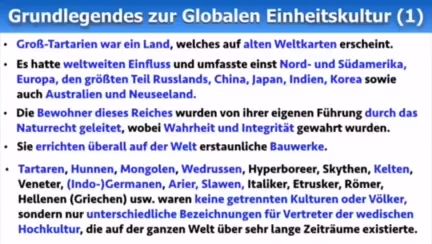 Grundlegendes zur Globalen Einheitskultur (1)
• Groß-Tartarien war ein Land, welches auf alten Weltkarten erscheint.
• Es hatte weltweiten Einfluss und umfasste einst Nord- und Südamerika,
Europa, den größten Teil Russlands, China, Japan, Indien, Korea sowie
auch Australien und Neuseeland.
• Die Bewohner dieses Reiches wurden von ihrer eigenen Führung durch das
Naturrecht geleitet, wobei Wahrheit und Integrität gewahrt wurden.
• Sie errichten überall auf der Welt erstaunliche Bauwerke.
• Tartaren, Hunnen, Mongolen, Wedrussen, Hyperboreer, Skythen, Kelten,
Veneter, (Indo-)Germanen, Arier, Slawen, Italiker, Etrusker, Römer,
Hellenen (Griechen) usw. waren keine getrennten Kulturen oder Völker,
sondern nur unterschiedliche Bezeichnungen für Vertreter der wedischen
Hochkultur, die auf der ganzen Welt über sehr lange Zeiträume existierte.